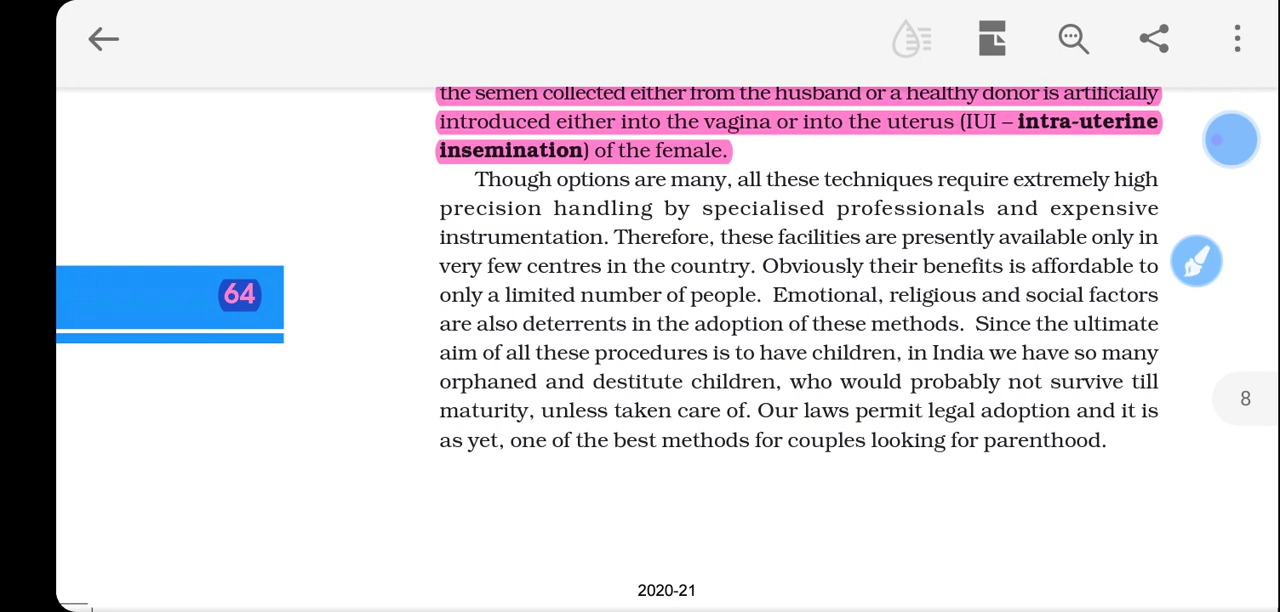 the semen collected either from the husband or a healthy donor is artificially
introduced either into the vagina or into the uterus (IUI – intra-uterine
insemination) of the female.
Though options are many, all these techniques require extremely high
precision handling by specialised professionals and expensive
instrumentation. Therefore, these facilities are presently available only in
very few centres in the country. Obviously their benefits is affordable to
only a limited number of people. Emotional, religious and social factors
are also deterrents in the adoption of these methods. Since the ultimate
aim of all these procedures is to have children, in India we have so many
orphaned and destitute children, who would probably not survive till
maturity, unless taken care of. Our laws permit legal adoption and it is
as yet, one of the best methods for couples looking for parenthood.
64
8
2020-21